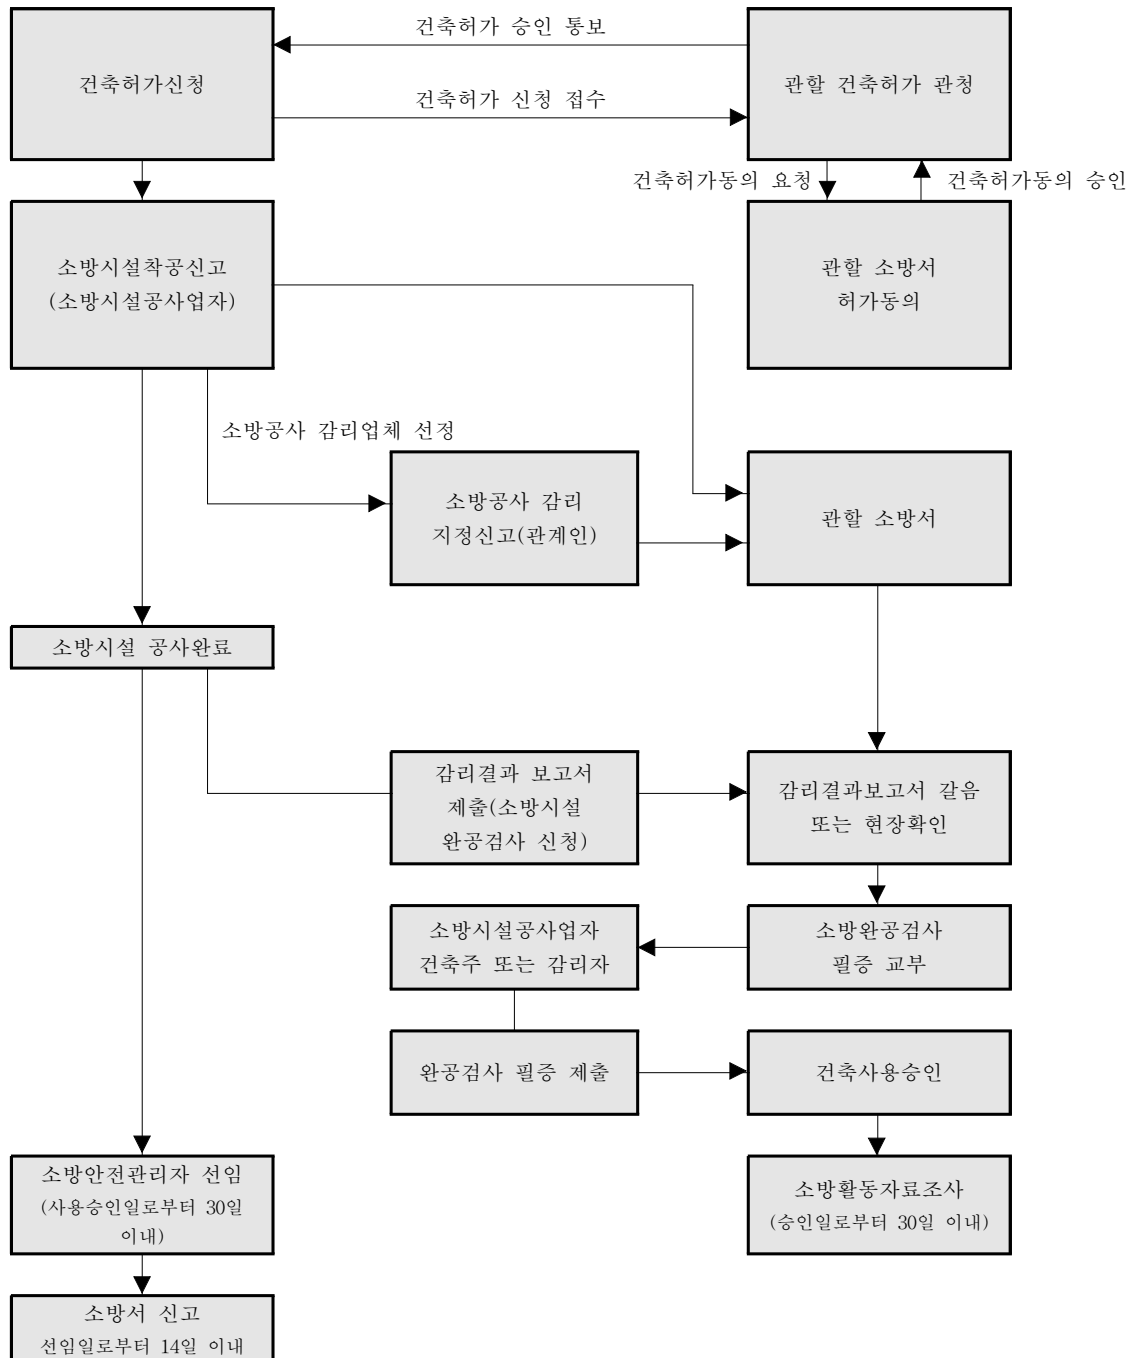 건축허가 승인 통보
건축허가신청
관할 건축허가 관청
건축허가 신청 접수
건축허가동의 요청
건축허가동의 승인
소방시설착공신고
(소방시설공사업자)
관할 소방서
허가동의
소방공사 감리업체 선정
소방공사 감리
지정신고(관계인)
관할 소방서
소방시설 공사완료
감리결과 보고서
제출(소방시설
완공검사 신청)
감리결과보고서 갈음
또는 현장확인
소방시설공사업자
건축주 또는 감리자
소방완공검사
필증 교부
완공검사 필증 제출
건축사용승인
소방안전관리자 선임
(사용승인일로부터 30일
이내)
소방활동자료조사
(승인일로부터 30일 이내)
소방서 신고
선임일로부터 14일 이내